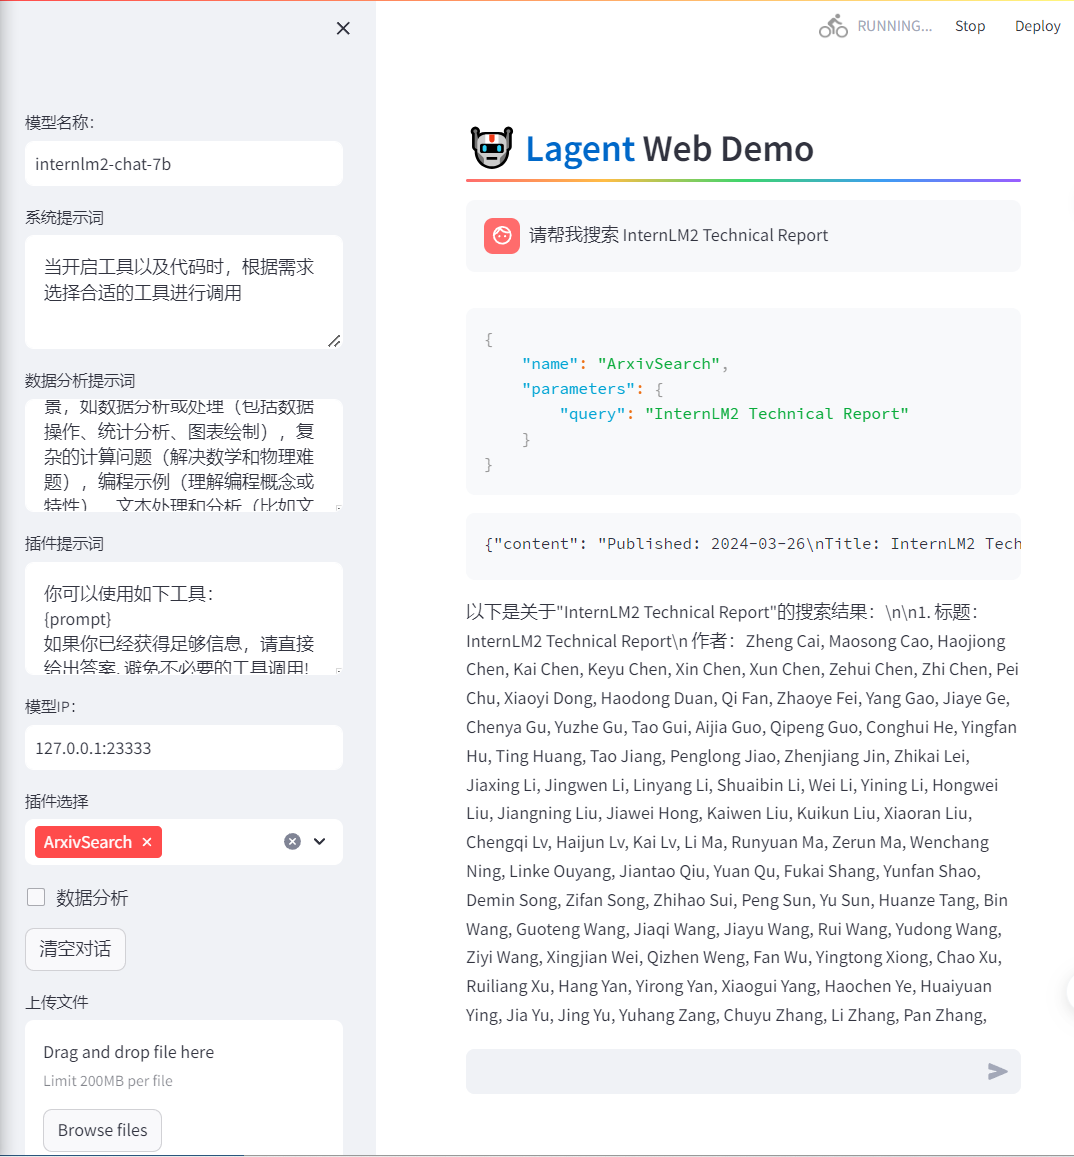 RUNNING...
Stop
Deploy
模型名称：
internlm2-chat-7b
系统提示词
当开启工具以及代码时，根据需求
选择合适的工具进行调用
数据分析提示词
景，如数据分析或处理（包括数据
操作、统计分析、图表绘制），复
杂的计算问题（解决数学和物理难
题），编程示例（理解编程概念或
特性），文本处理和分析（比如文
插件提示词
你可以使用如下工具：
{prompt}
如果你已经获得足够信息，请直接
给出答案. 避免不必要的工具调用!
模型IP：
127.0.0.1:23333
插件选择
ArxivSearch
数据分析
清空对话
上传文件
Drag and drop file here
Limit 200MB per file
Browse files
Lagent Web Demo
请帮我搜索 InternLM2 Technical Report
{
"name": "ArxivSearch",
"parameters": {
"query": "InternLM2 Technical Report"
}
}
{"content": "Published: 2024-03-26\nTitle: InternLM2 Tech
以下是关于"InternLM2 Technical Report"的搜索结果：\n\n1. 标题：
InternLM2 Technical Report\n 作者：Zheng Cai, Maosong Cao, Haojiong
Chen, Kai Chen, Keyu Chen, Xin Chen, Xun Chen, Zehui Chen, Zhi Chen, Pei
Chu, Xiaoyi Dong, Haodong Duan, Qi Fan, Zhaoye Fei, Yang Gao, Jiaye Ge,
Chenya Gu, Yuzhe Gu, Tao Gui, Aijia Guo, Qipeng Guo, Conghui He, Yingfan
Hu, Ting Huang, Tao Jiang, Penglong Jiao, Zhenjiang Jin, Zhikai Lei,
Jiaxing Li, Jingwen Li, Linyang Li, Shuaibin Li, Wei Li, Yining Li, Hongwei
Liu, Jiangning Liu, Jiawei Hong, Kaiwen Liu, Kuikun Liu, Xiaoran Liu,
Chengqi Lv, Haijun Lv, Kai Lv, Li Ma, Runyuan Ma, Zerun Ma, Wenchang
Ning, Linke Ouyang, Jiantao Qiu, Yuan Qu, Fukai Shang, Yunfan Shao,
Demin Song, Zifan Song, Zhihao Sui, Peng Sun, Yu Sun, Huanze Tang, Bin
Wang, Guoteng Wang, Jiaqi Wang, Jiayu Wang, Rui Wang, Yudong Wang,
Ziyi Wang, Xingjian Wei, Qizhen Weng, Fan Wu, Yingtong Xiong, Chao Xu,
Ruiliang Xu, Hang Yan, Yirong Yan, Xiaogui Yang, Haochen Ye, Huaiyuan
Ying, Jia Yu, Jing Yu, Yuhang Zang, Chuyu Zhang, Li Zhang, Pan Zhang,